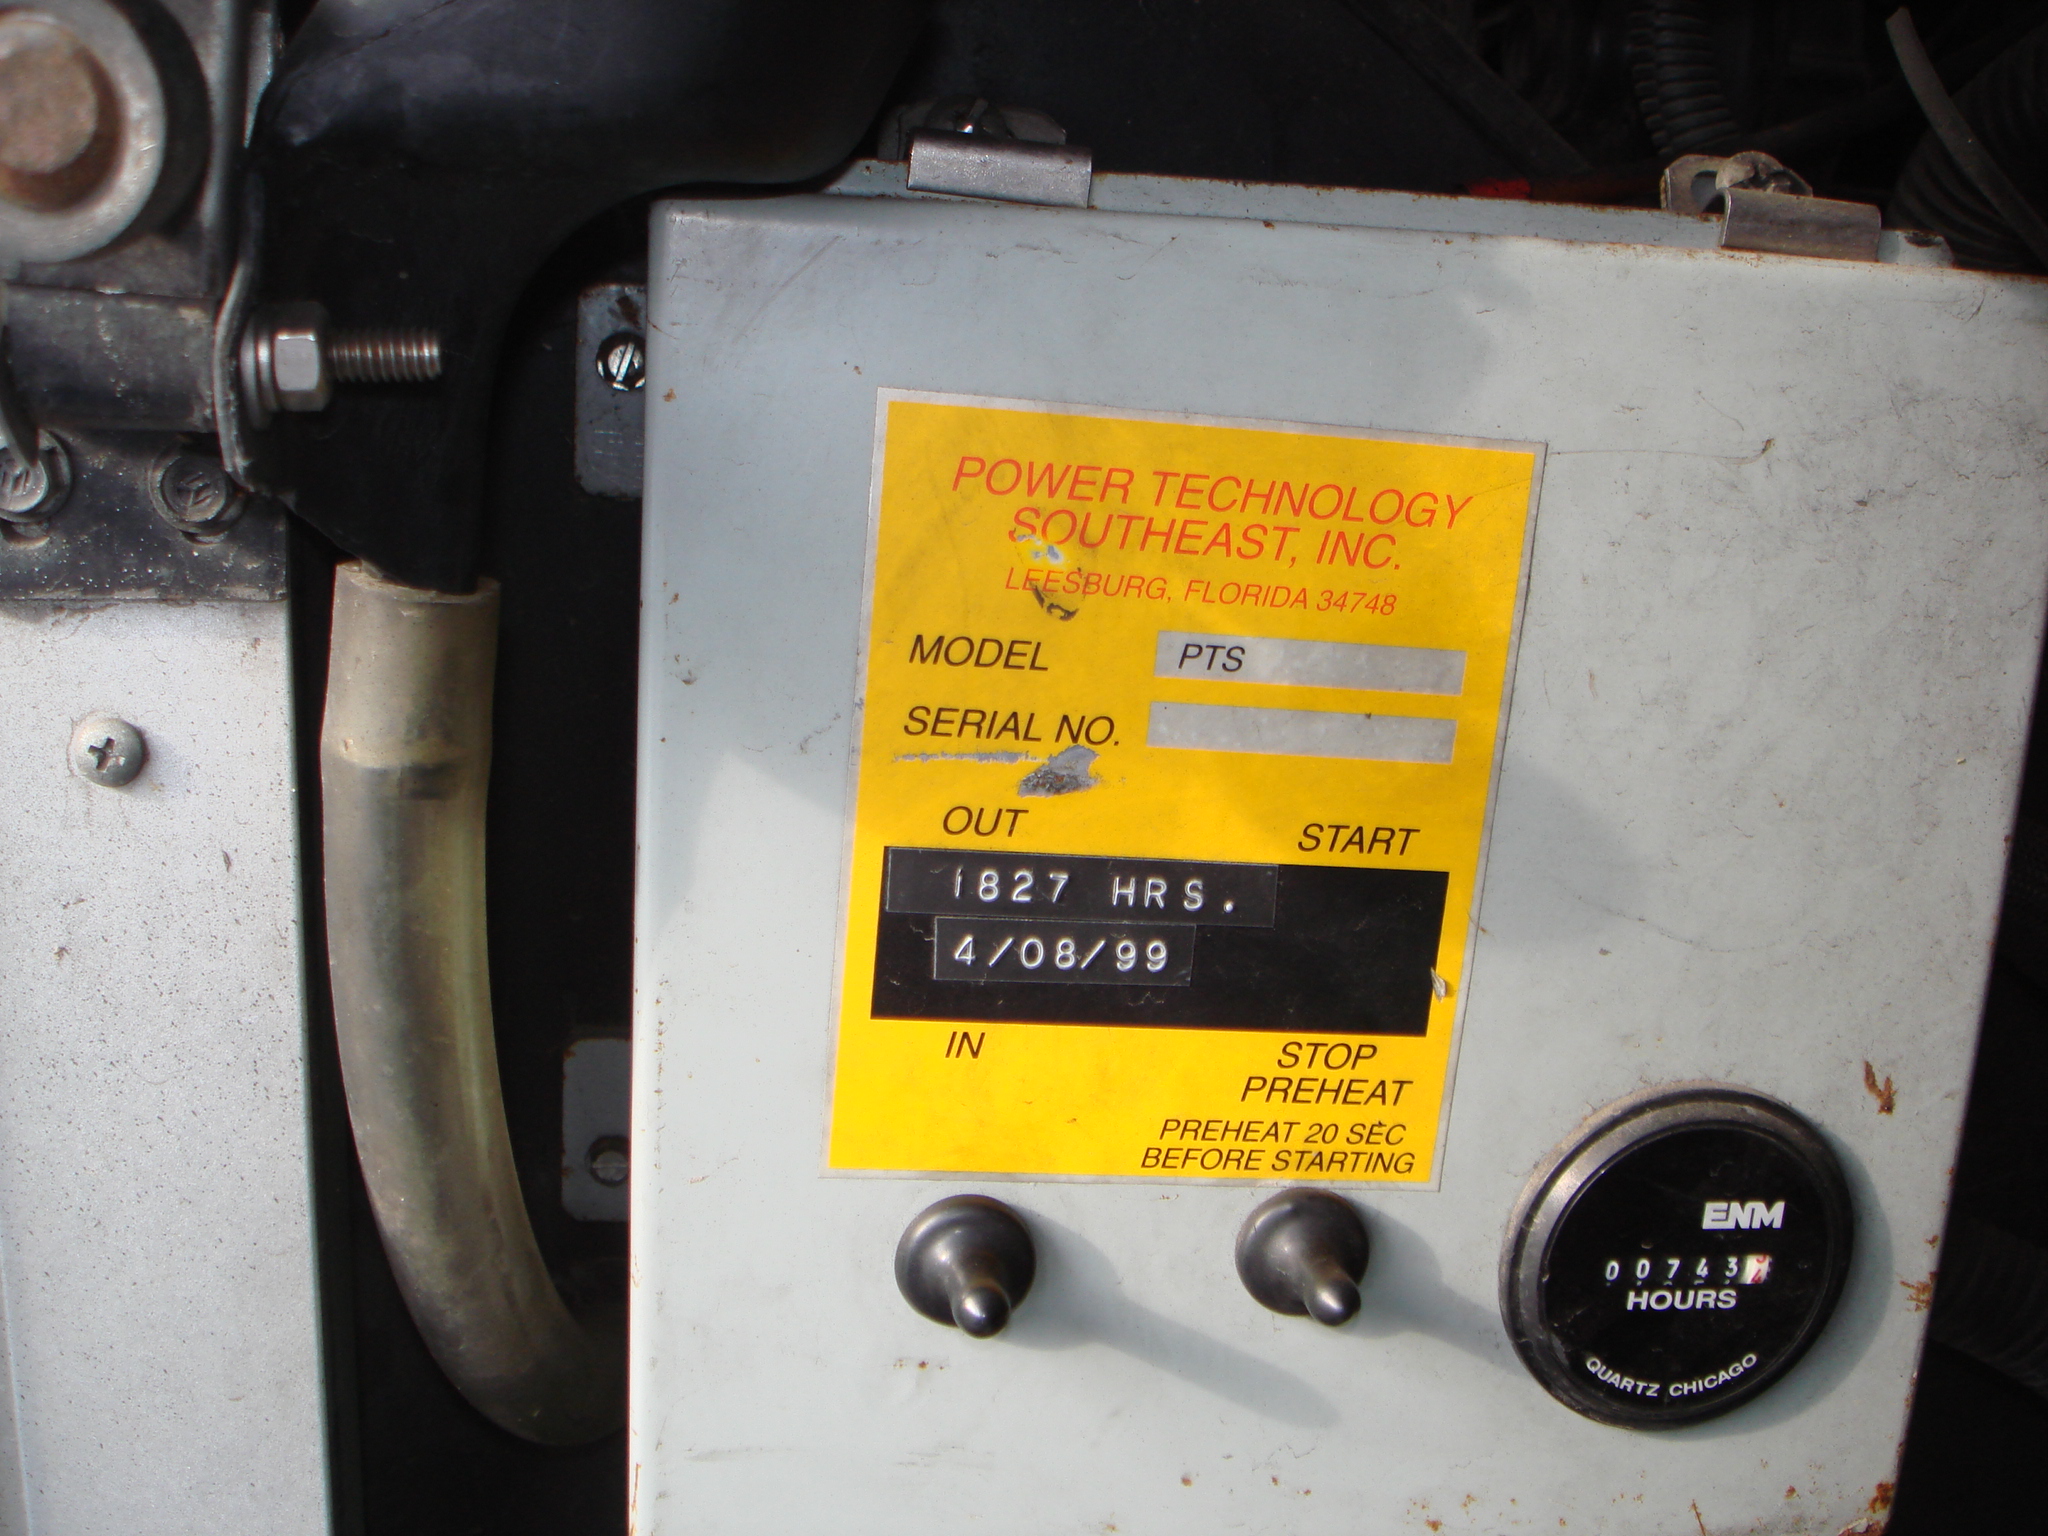 POWER TECHNOLOGY
SOUTHEAST, INC.
LEESBURG, FLORIDA 34748
MODEL PTS
SERIAL NO.
OUT START
1827 HRS.
4/08/99
IN STOP
PREHEAT
PREHEAT 20 SEC
BEFORE STARTING
ENM
00743
HOURS
QUARTZ CHICAGO